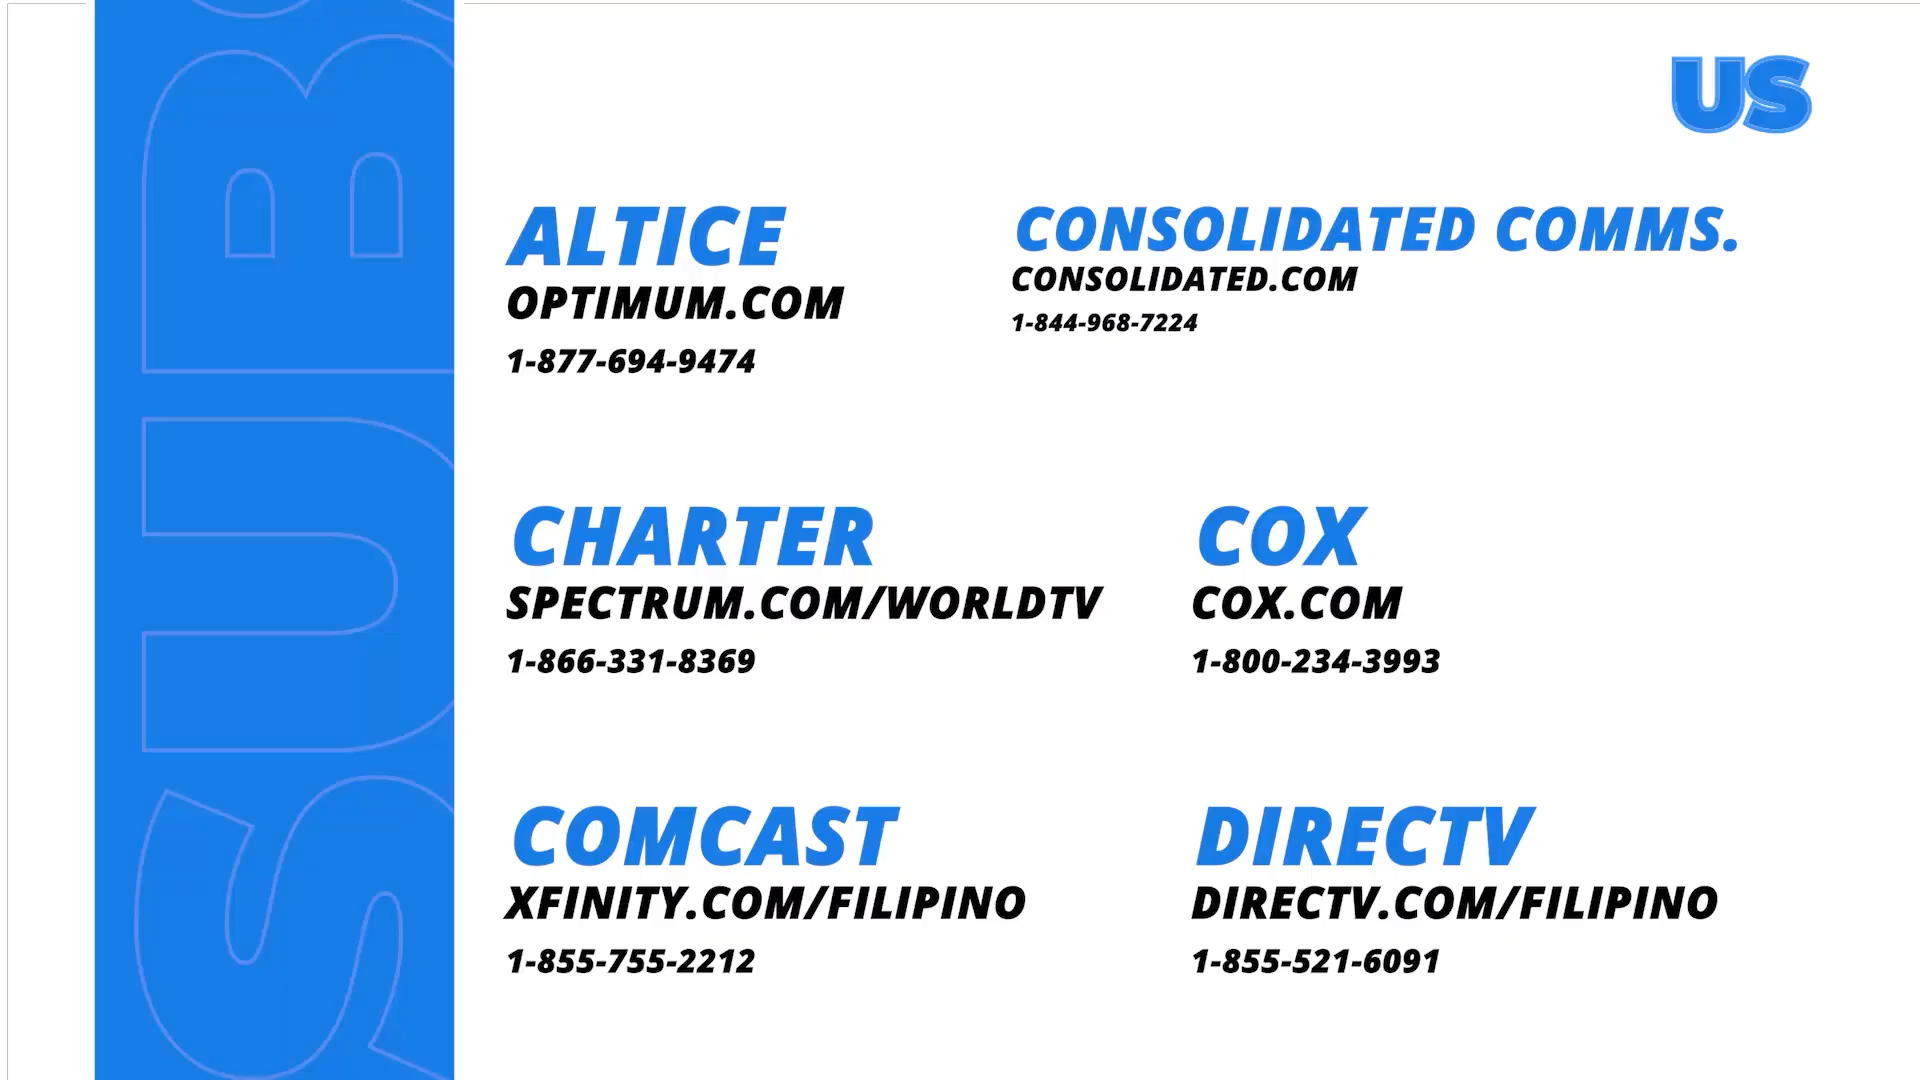 US
ALTICE
OPTIMUM.COM
1-877-694-9474
CONSOLIDATED COMMS.
CONSOLIDATED.COM
1-844-968-7224
CHARTER
SPECTRUM.COM/WORLDTV
1-866-331-8369
COX
COX.COM
1-800-234-3993
COMCAST
XFINITY.COM/FILIPINO
1-855-755-2212
DIRECTV
DIRECTV.COM/FILIPINO
1-855-521-6091
SUB